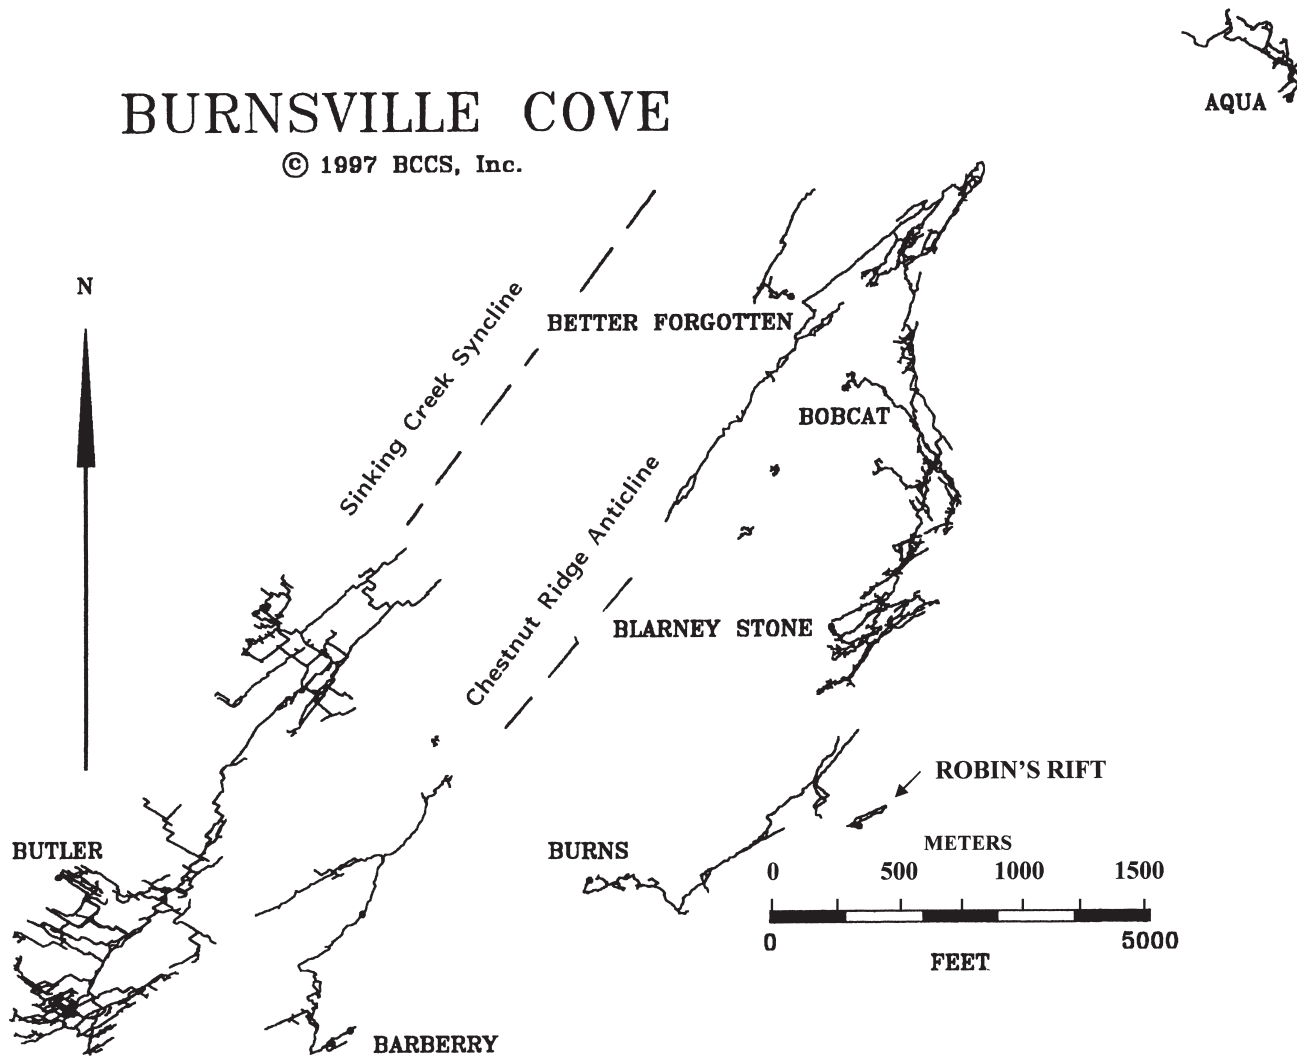 AQUA
BURNSVILLE COVE
© 1997 BCCS, Inc.
N
Sinking Creek Syncline
BETTER FORGOTTEN
BOBCAT
Chestnut Ridge Anticline
BLARNEY STONE
ROBIN'S RIFT
BUTLER
BURNS
METERS
0 500 1000 1500
0 5000
FEET
BARBERRY